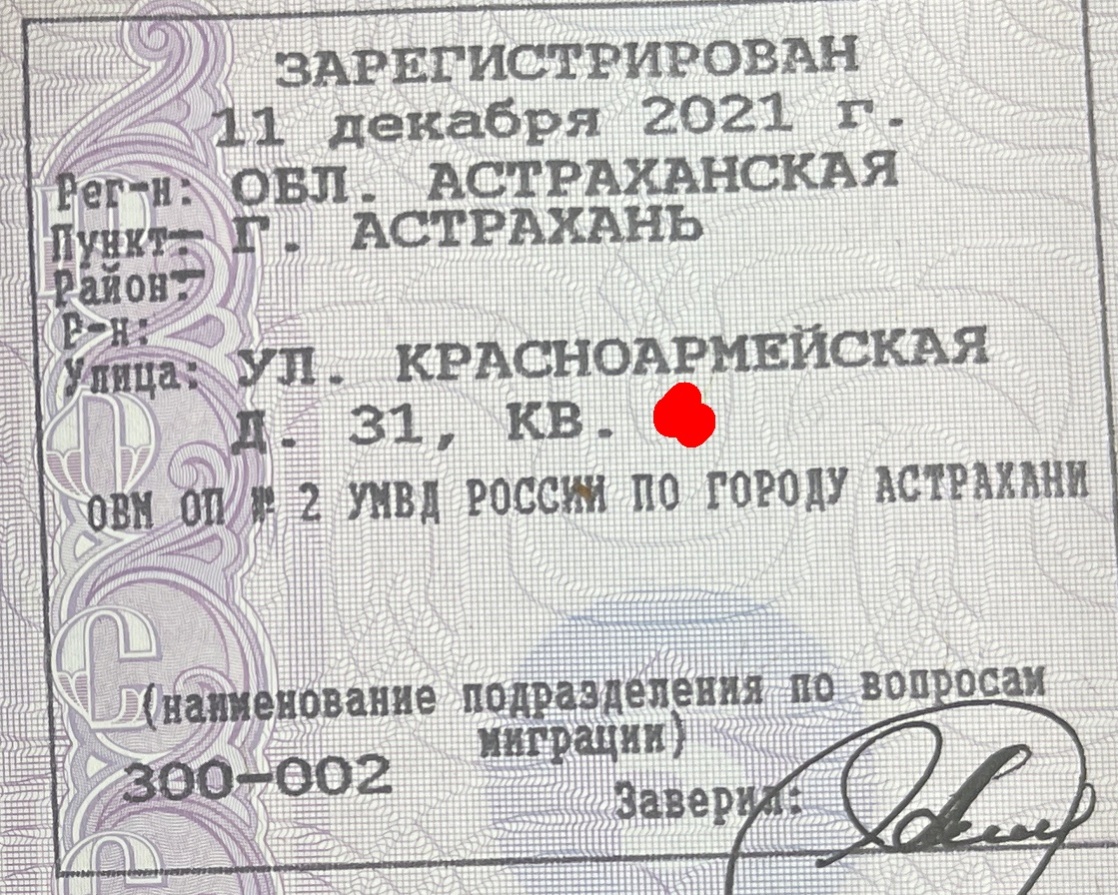 ЗАРЕГИСТРИРОВАН
11 декабря 2021 г.
Рег-н: ОБЛ. АСТРАХАНСКАЯ
Пункт: Г. АСТРАХАНЬ
Район:
Р-н:
Улица: УЛ. КРАСНОАРМЕЙСКАЯ
Д. 31, КВ.
ОВМ ОП № 2 УМВД РОССИИ ПО ГОРОДУ АСТРАХАНИ
(наименование подразделения по вопросам
миграции)
300-002
Заверил: